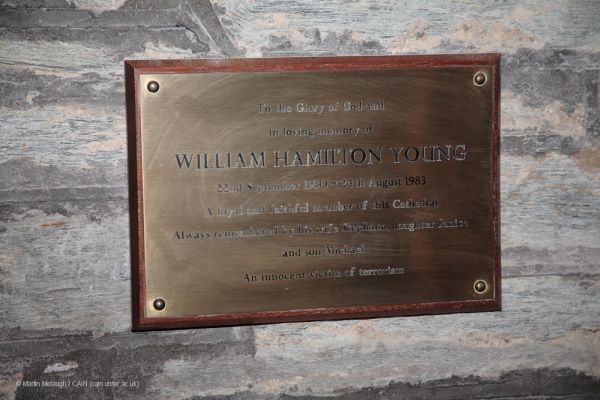 To the Glory of God and
in loving memory of
WILLIAM HAMILTON YOUNG
22nd September 1930 - 24th August 1983
A loyal and faithful member of this Cathedral
Always remembered by his wife daughter Janice
and son Michael
An innocent victim of terrorism
© Martin Melaugh / CAIN (cain.ulster.ac.uk)